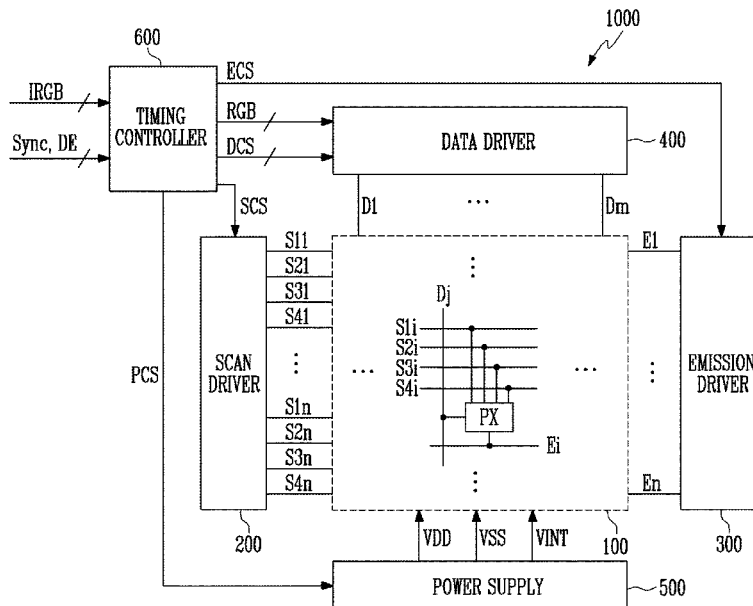 1000
600
ECS
IRGB
TIMING
CONTROLLER
RGB
DATA DRIVER
400
Sync, DE
DCS
SCS
D1
...
Dm
S11
S21
S31
S41
E1
Dj
S1i
S2i
S3i
S4i
PX
Ei
PCS
SCAN
DRIVER
EMISSION
DRIVER
S1n
S2n
S3n
S4n
En
200
VDD
VSS
VINT
100
300
POWER SUPPLY
500